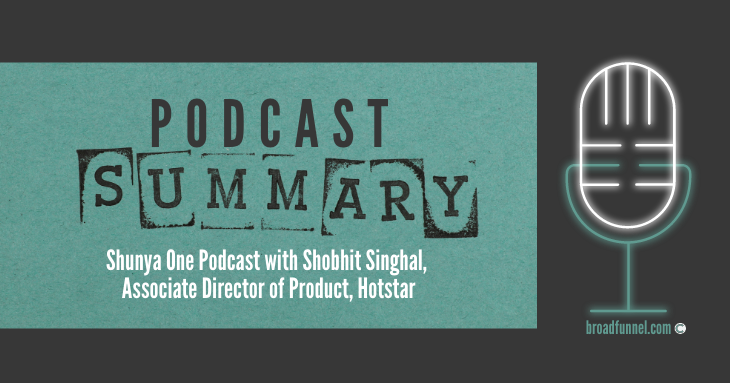 PODCAST
SUMMARY
Shunya One Podcast with Shobhit Singhal,
Associate Director of Product, Hotstar
broadfunnel.com ©